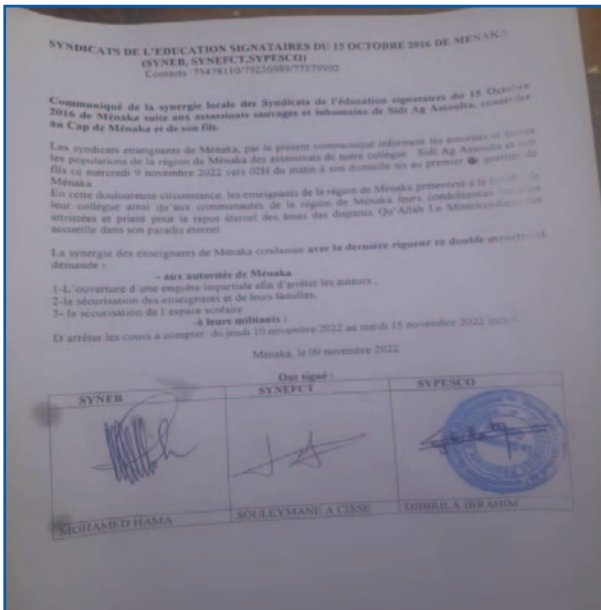 SYNDICATS DE L'EDUCATION SIGNATAIRES DU 15 OCTOBRE 2016 DE MENAKA
(SYNEB, SYNEFCT,SYPESCO)
Contacts :75478110/79236989/77279992
Communiqué de la synergie locale des Syndicats de l'éducation signataires du 15 Octobre
2016 de Ménaka suite aux assassinats sauvages et inhumains de Sidi Ag Assoulta, conseiller
au Cap de Ménaka et de son fils.
Les syndicats enseignants de Ménaka, par le présent communiqué informent les autorités et toutes
les populations de la région de Ménaka des assassinats de notre collègue Sidi Ag Assoulta et son
fils ce mercredi 9 novembre 2022 vers 02H du matin à son domicile sis au premier quartier de
Ménaka
En cette douloureuse circonstance, les enseignants de la région de Ménaka présentent à la
leur collègue ainsi qu'aux communautés de la région de Ménaka leurs condoléances
attristées et prient pour le repos éternel des âmes des disparus. Qu'Allah Le Miséricordieux les
accueille dans son paradis éternel
La synergie des enseignants de Ménaka condamne avec la dernière rigueur ce double
demande :
- aux autorités de Ménaka
1-L'ouverture d'une enquête impartiale afin d'arrêter les auteurs ,
2-la sécurisation des enseignants et de leurs familles,
3- la sécurisation de l'espace scolaire
-à leurs militants :
D'arrêter les cours à compter du jeudi 10 novembre 2022 au mardi 15 novembre 2022
Ménaka, le 09 novembre 2022
Ont signé :
SYNEB SYNEFCT SYPESCO
MOHAMED HAMA SOULEYMANE A CISSE DJIBRILA IBRAHIM